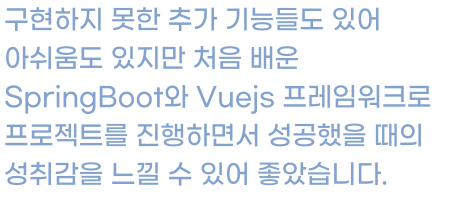 구현하지 못한 추가 기능들도 있어
아쉬움도 있지만 처음 배운
SpringBoot와 Vuejs 프레임워크로
프로젝트를 진행하면서 성공했을 때의
성취감을 느낄 수 있어 좋았습니다.